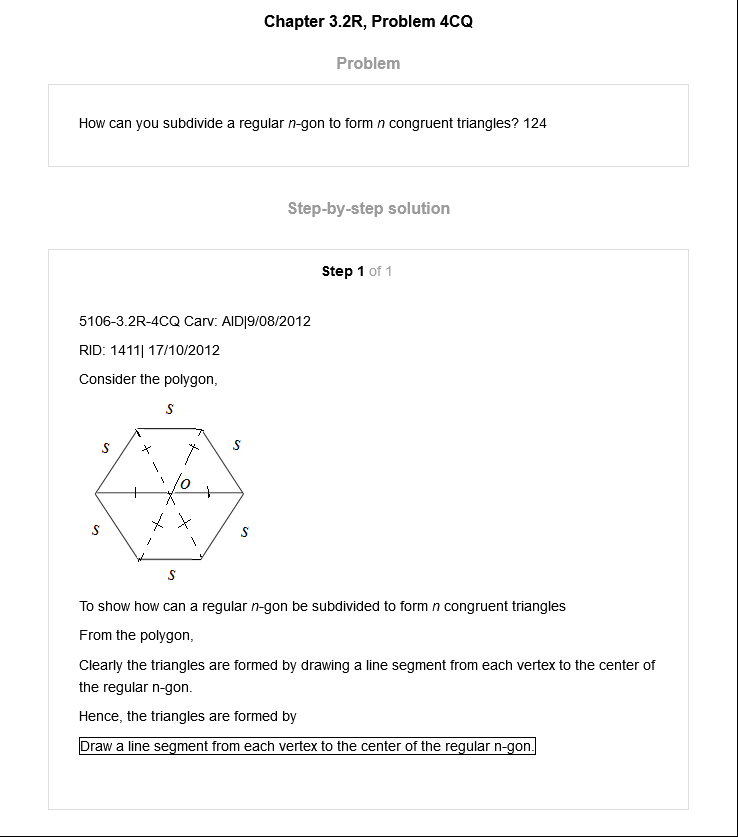 Chapter 3.2R, Problem 4CQ
Problem
How can you subdivide a regular n-gon to form n congruent triangles? 124
Step-by-step solution
Step 1 of 1
5106-3.2R-4CQ Carv: AID|9/08/2012
RID: 1411| 17/10/2012
Consider the polygon,
S
S
S
O
S
S
S
To show how can a regular n-gon be subdivided to form n congruent triangles
From the polygon,
Clearly the triangles are formed by drawing a line segment from each vertex to the center of
the regular n-gon.
Hence, the triangles are formed by
Draw a line segment from each vertex to the center of the regular n-gon.